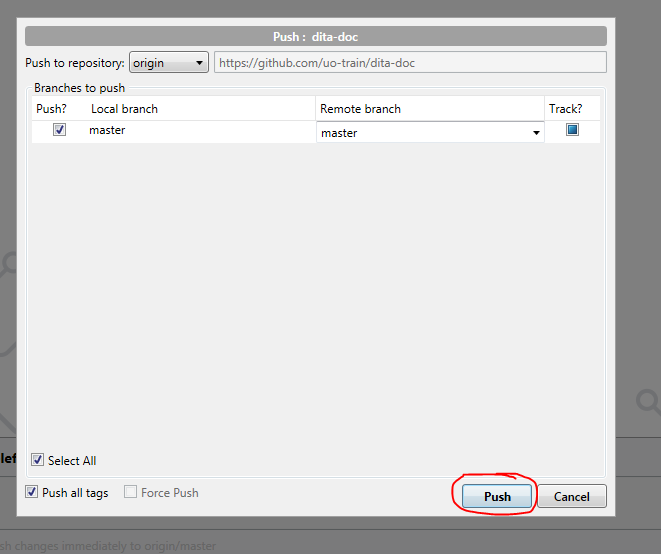 Push : dita-doc
Push to repository: origin https://github.com/uo-train/dita-doc
Branches to push
Push? Local branch Remote branch Track?
master master
lef
Select All
Push all tags Force Push Push Cancel
sh changes immediately to origin/master